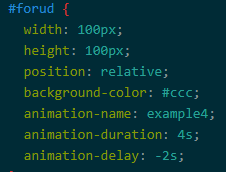 #forud {
width: 100px;
height: 100px;
position: relative;
background-color: #ccc;
animation-name: example4;
animation-duration: 4s;
animation-delay: -2s;